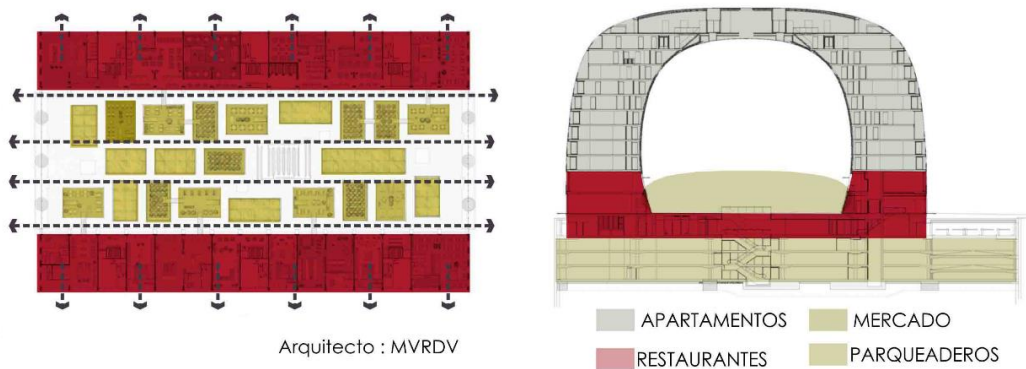 Arquitecto : MVRDV
APARTAMENTOS
MERCADO
RESTAURANTES
PARQUEADEROS